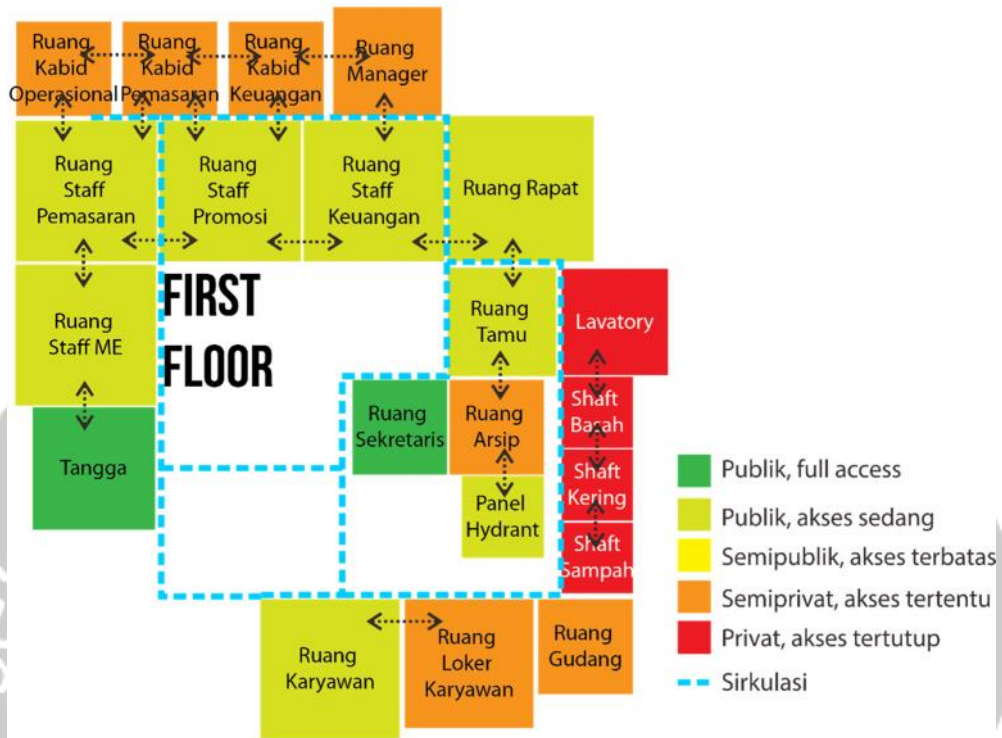 Ruang
Kabid
Operasional
Ruang
Kabid
Pemasaran
Ruang
Kabid
Keuangan
Ruang
Manager
Ruang
Staff
Pemasaran
Ruang
Staff
Promosi
Ruang
Staff
Keuangan
Ruang Rapat
FIRST
FLOOR
Ruang
Staff ME
Ruang
Tamu
Lavatory
Tangga
Ruang
Sekretaris
Ruang
Arsip
Shaft
Basah
Shaft
Kering
Panel
Hydrant
Shaft
Sampah
Ruang
Karyawan
Ruang
Loker
Karyawan
Ruang
Gudang
Publik, full access
Publik, akses sedang
Semipublik, akses terbatas
Semiprivat, akses tertentu
Privat, akses tertutup
Sirkulasi